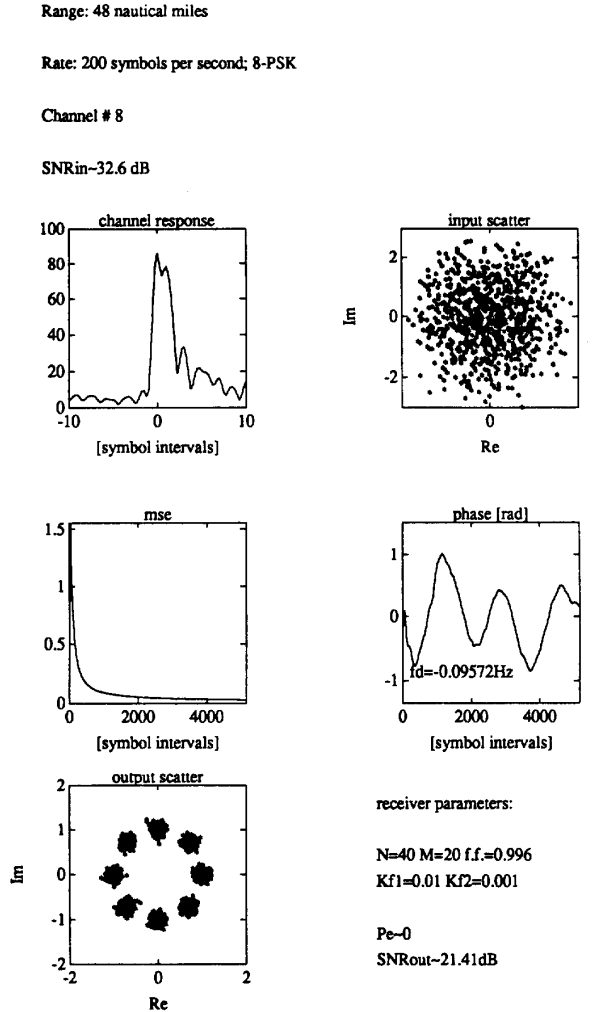 Range: 48 nautical miles
Rate: 200 symbols per second; 8-PSK
Channel # 8
SNRin~32.6 dB
channel response
100
80
60
40
20
0
-10
0
10
[symbol intervals]
input scatter
2
0
-2
Im
0
Re
mse
1.5
1
0.5
0
0
2000
4000
[symbol intervals]
phase [rad]
1
0
-1
fd=-0.09572Hz
0
2000
4000
[symbol intervals]
output scatter
2
1
0
-1
-2
Im
-2
0
2
Re
receiver parameters:
N=40 M=20 f.f.=0.996
Kf1=0.01 Kf2=0.001
Pe~0
SNRout~21.41dB